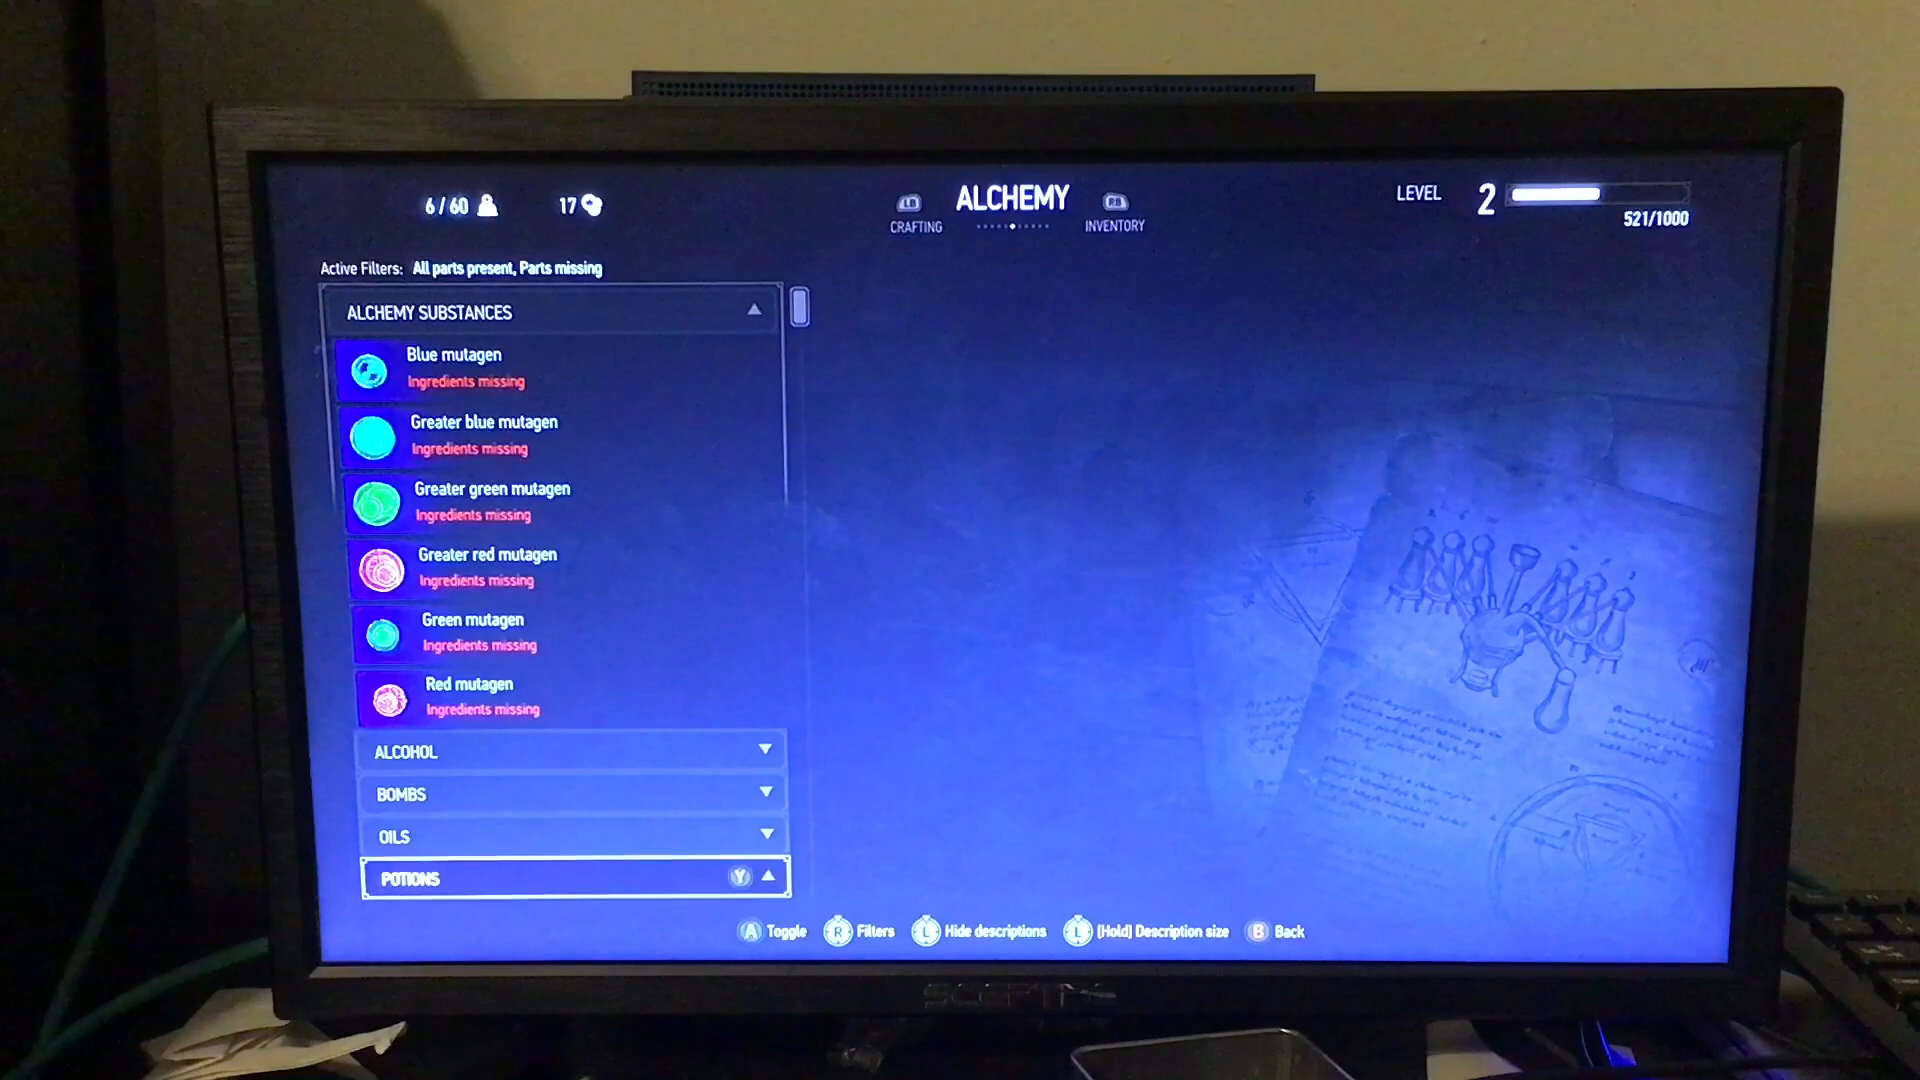 6 / 60
17
CRAFTING
ALCHEMY
INVENTORY
LEVEL 2
521/1000
Active Filters: All parts present, Parts missing
ALCHEMY SUBSTANCES
Blue mutagen
Ingredients missing
Greater blue mutagen
Ingredients missing
Greater green mutagen
Ingredients missing
Greater red mutagen
Ingredients missing
Green mutagen
Ingredients missing
Red mutagen
Ingredients missing
ALCOHOL
BOMBS
OILS
POTIONS Y
A Toggle R Filters L Hide descriptions L [Hold] Description size B Back